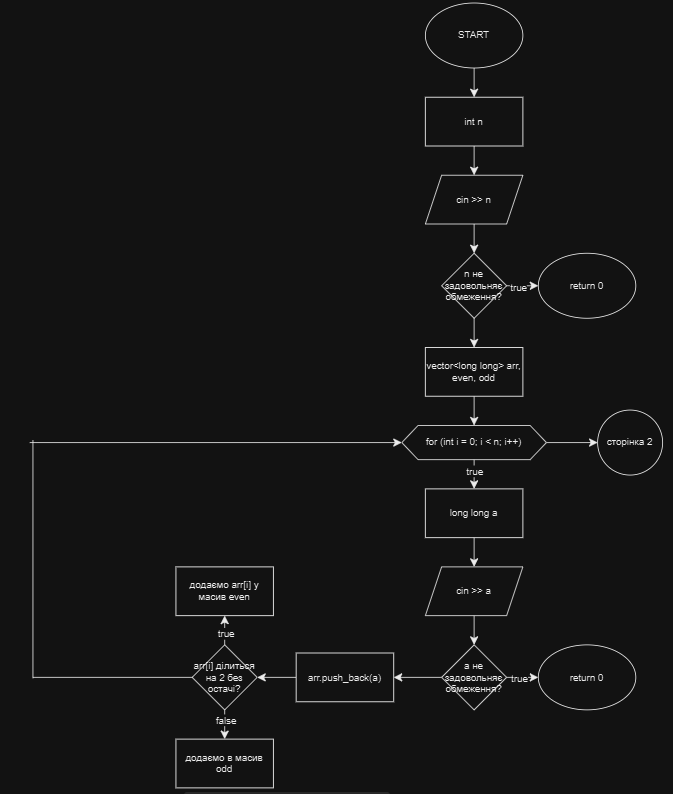 START
int n
cin >> n
n не
задовольняє
обмеження?
true
return 0
vector<long long> arr,
even, odd
for (int i = 0; i < n; i++)
сторінка 2
true
long long a
cin >> a
a не
задовольняє
обмеження?
true
return 0
arr.push_back(a)
arr[i] ділиться
на 2 без
остачі?
true
додаємо arr[i] у
масив even
false
додаємо в масив
odd